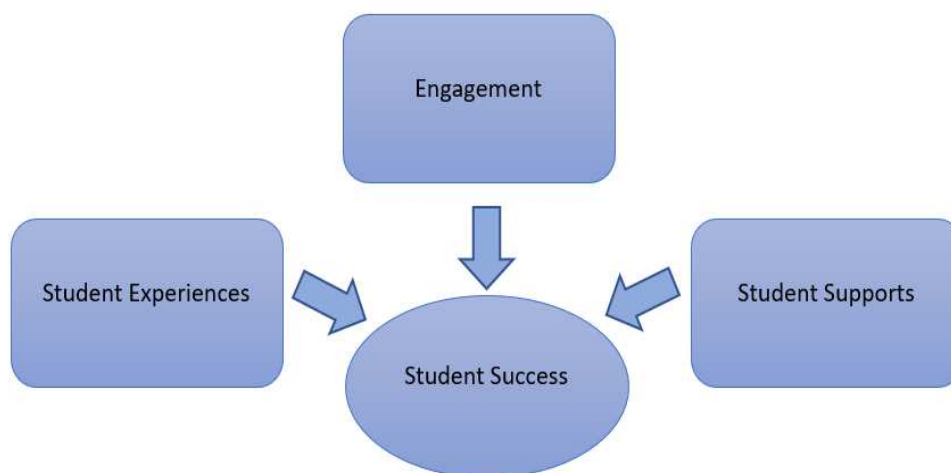 Engagement
Student Experiences
Student Supports
Student Success